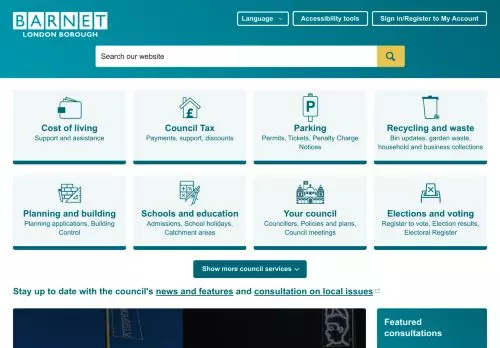 BARNET
LONDON BOROUGH
Language
Accessibility tools
Sign in/Register to My Account
Search our website
Cost of living
Support and assistance
Council Tax
Payments, support, discounts
P
Parking
Permits, Tickets, Penalty Charge
Notices
Recycling and waste
Bin updates, garden waste,
household and business collections
Planning and building
Planning applications, Building
Control
Schools and education
Admissions, School holidays,
Catchment areas
Your council
Councillors, Policies and plans,
Council meetings
Elections and voting
Register to vote, Election results,
Electoral Register
Show more council services
Stay up to date with the council's news and features and consultation on local issues
Featured
consultations